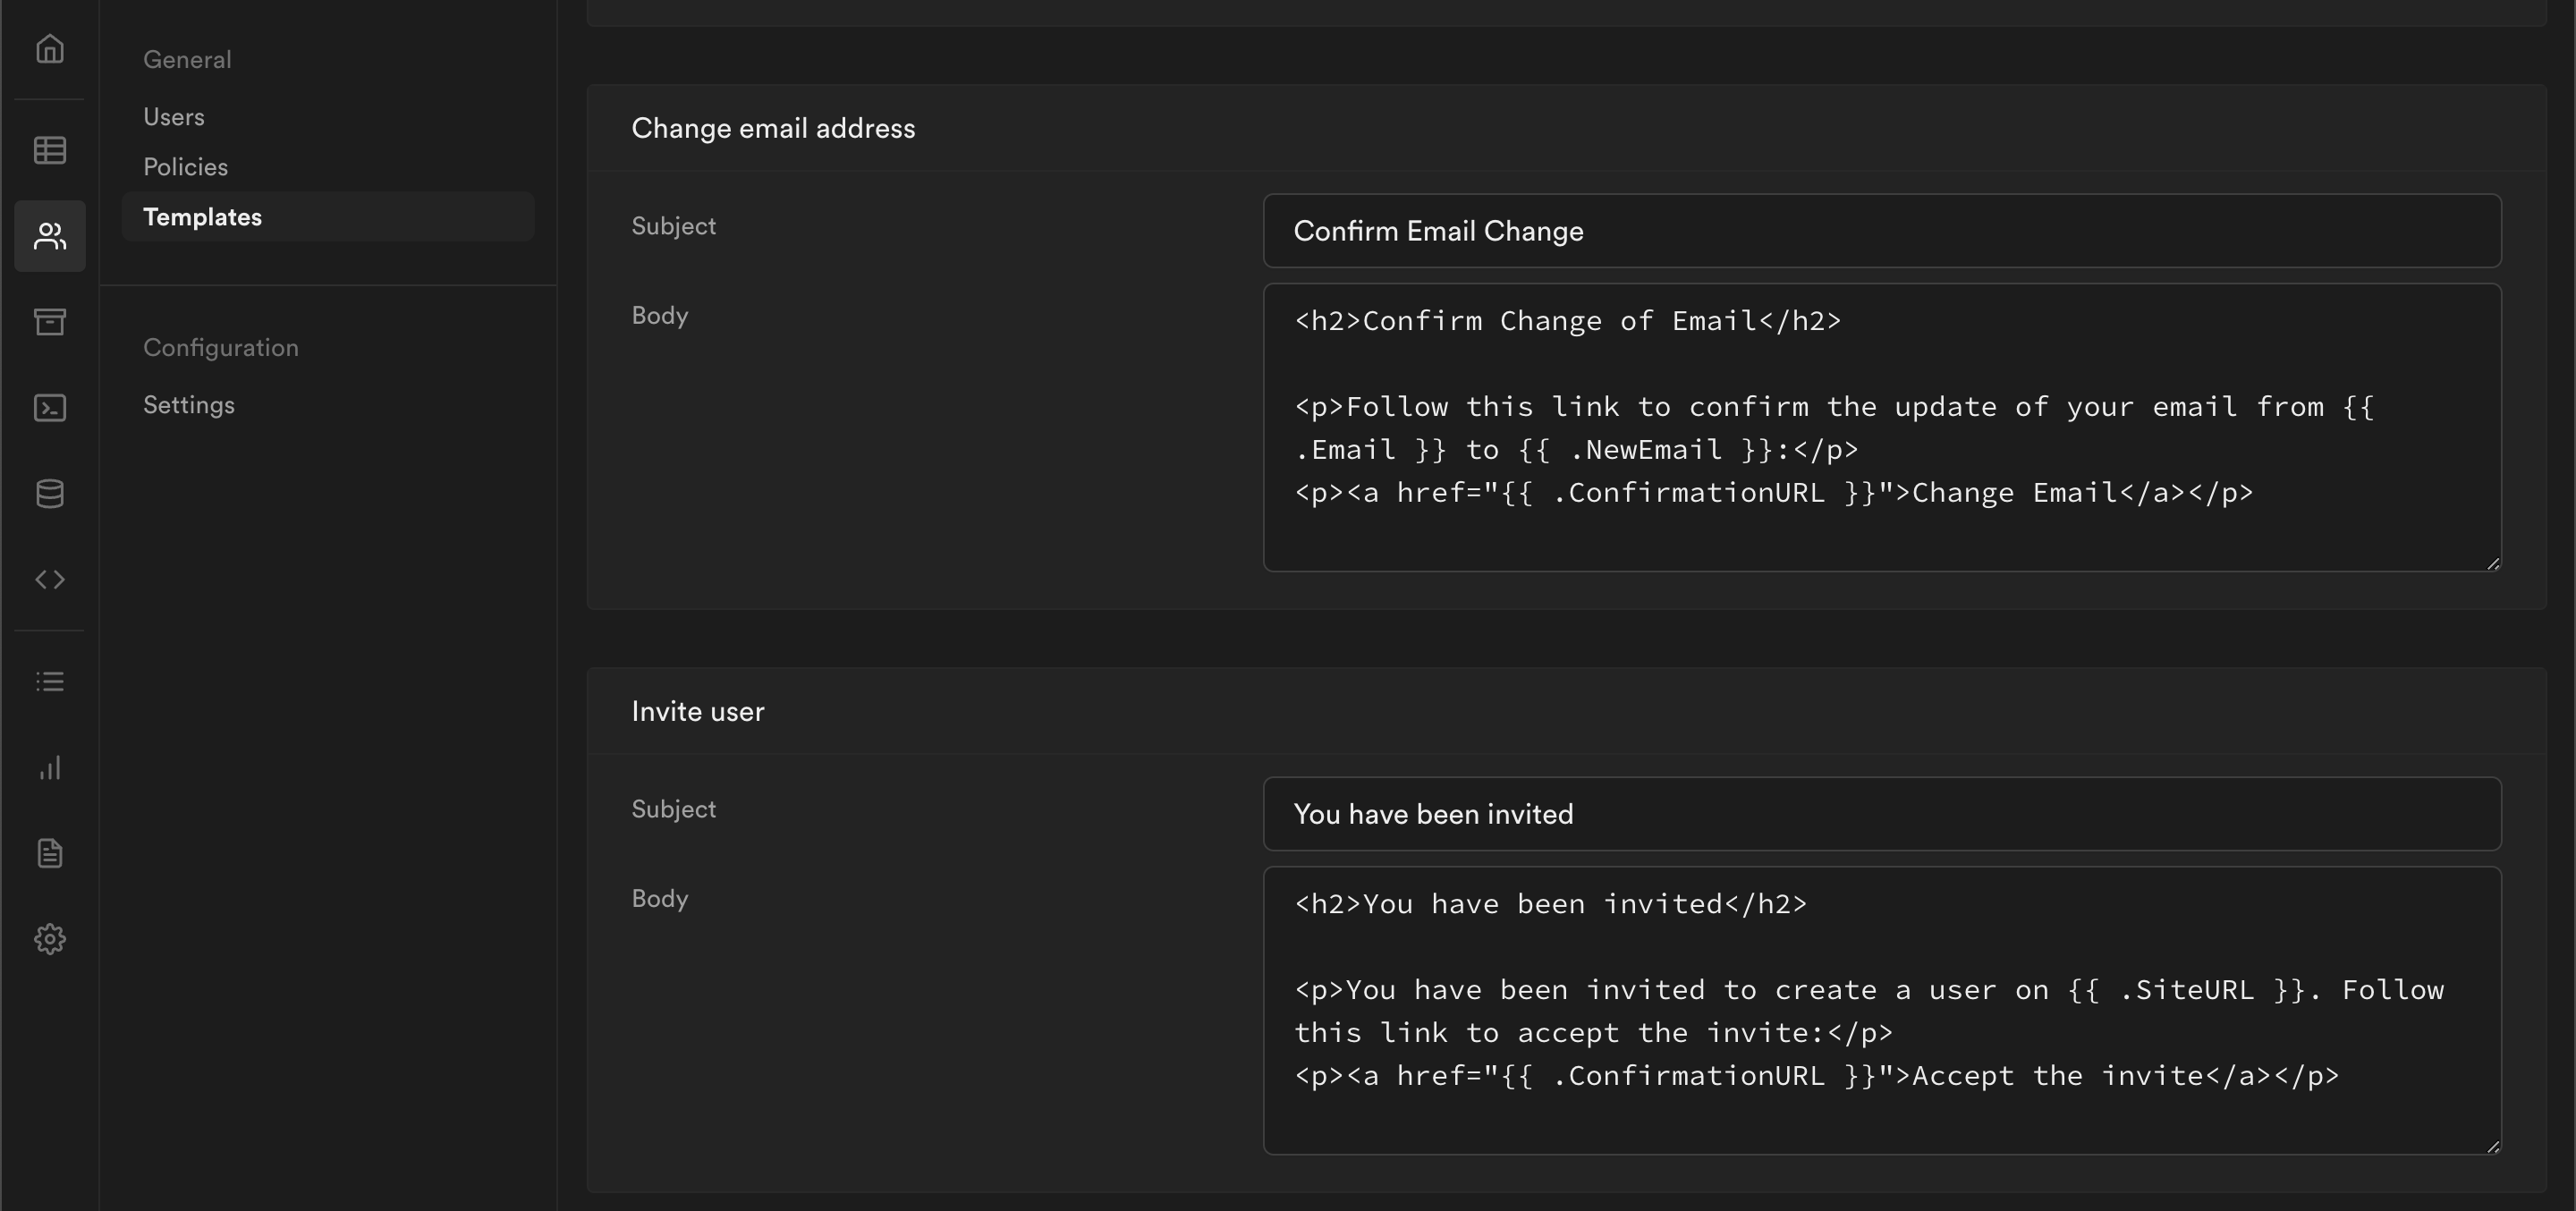 General
Users
Policies
Templates
Configuration
Settings
Change email address
Subject
Confirm Email Change
Body
<h2>Confirm Change of Email</h2>
<p>Follow this link to confirm the update of your email from {{
.Email }} to {{ .NewEmail }}:</p>
<p><a href="{{ .ConfirmationURL }}">Change Email</a></p>
Invite user
Subject
You have been invited
Body
<h2>You have been invited</h2>
<p>You have been invited to create a user on {{ .SiteURL }}. Follow
this link to accept the invite:</p>
<p><a href="{{ .ConfirmationURL }}">Accept the invite</a></p>